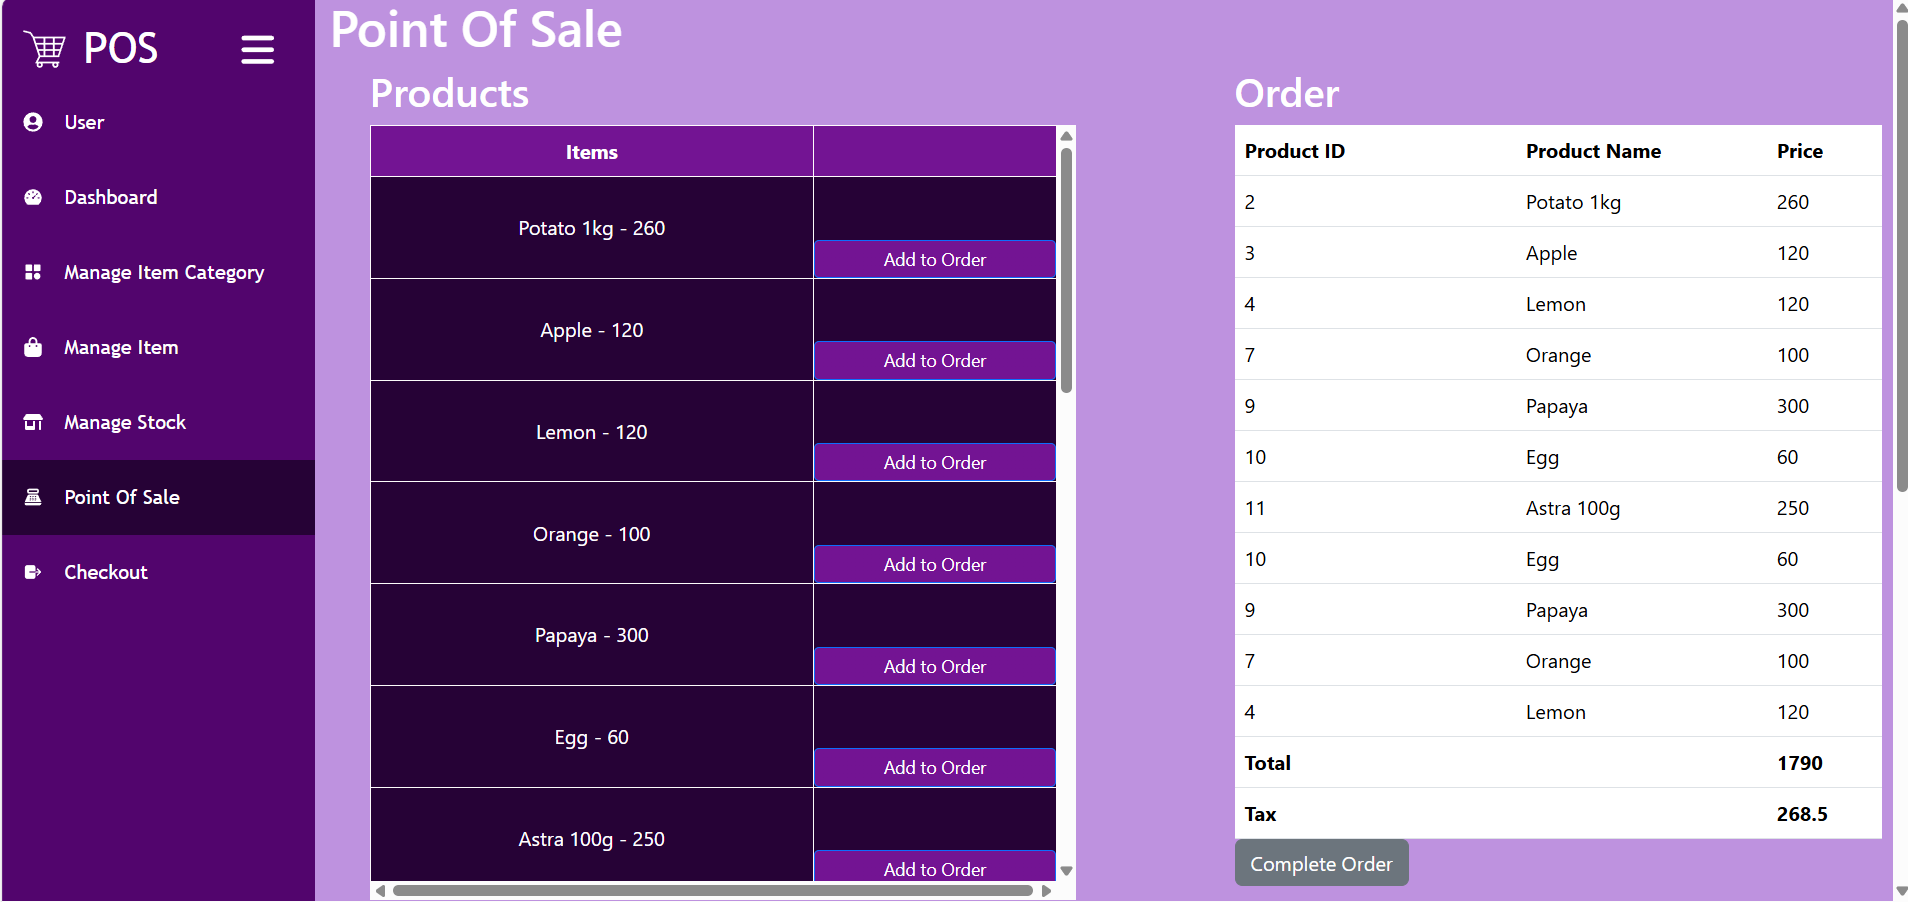 POS
User
Dashboard
Manage Item Category
Manage Item
Manage Stock
Point Of Sale
Checkout
Point Of Sale
Products
Items
Potato 1kg - 260
Add to Order
Apple - 120
Add to Order
Lemon - 120
Add to Order
Orange - 100
Add to Order
Papaya - 300
Add to Order
Egg - 60
Add to Order
Astra 100g - 250
Add to Order
Order
Product ID Product Name Price
2 Potato 1kg 260
3 Apple 120
4 Lemon 120
7 Orange 100
9 Papaya 300
10 Egg 60
11 Astra 100g 250
10 Egg 60
9 Papaya 300
7 Orange 100
4 Lemon 120
Total 1790
Tax 268.5
Complete Order